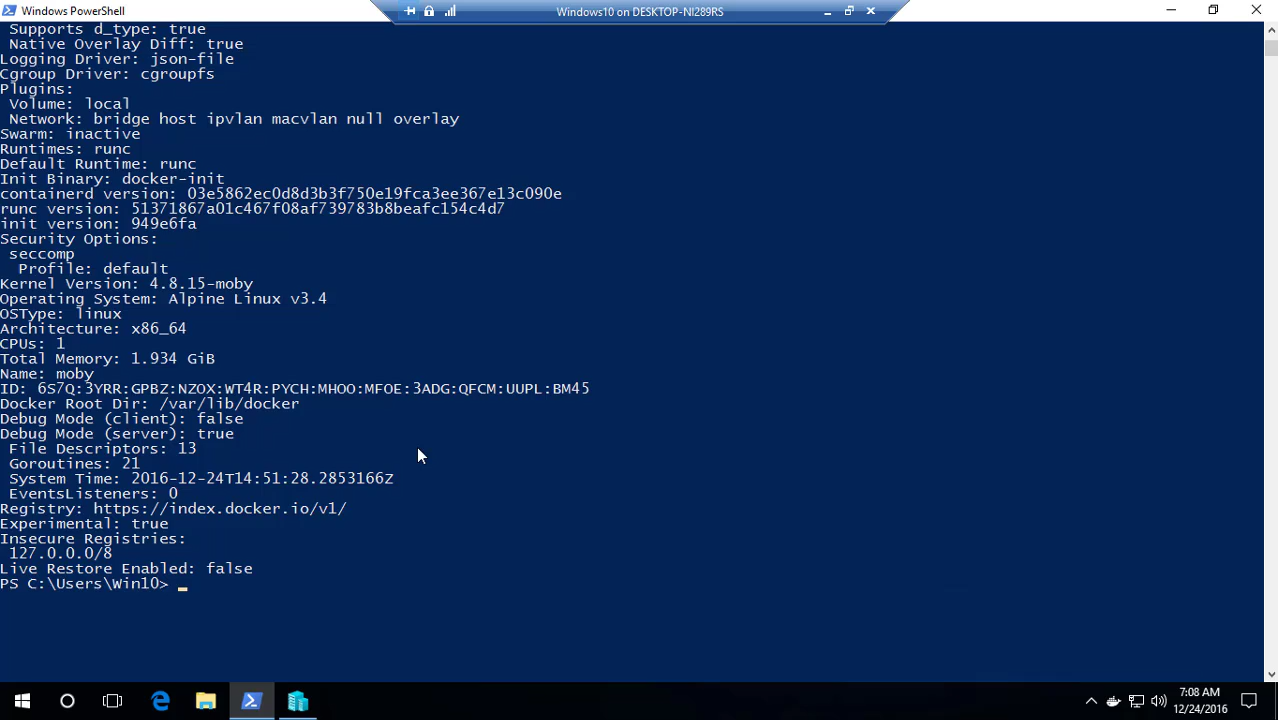 Windows PowerShell
Windows10 on DESKTOP-NI289RS
Supports d_type: true
Native Overlay Diff: true
Logging Driver: json-file
Cgroup Driver: cgroupfs
Plugins:
Volume: local
Network: bridge host ipvlan macvlan null overlay
Swarm: inactive
Runtimes: runc
Default Runtime: runc
Init Binary: docker-init
containerd version: 03e5862ec0d8d3b3f750e19fca3ee367e13c090e
runc version: 51371867a01c467f08af739783b8beafc154c4d7
init version: 949e6fa
Security Options:
seccomp
Profile: default
Kernel Version: 4.8.15-moby
Operating System: Alpine Linux v3.4
OSType: linux
Architecture: x86_64
CPUs: 1
Total Memory: 1.934 GiB
Name: moby
ID: 6S7Q:3YRR:GPBZ:NZOX:WT4R:PYCH:MHOO:MFOE:3ADG:QFCM:UUPL:BM45
Docker Root Dir: /var/lib/docker
Debug Mode (client): false
Debug Mode (server): true
File Descriptors: 13
Goroutines: 21
System Time: 2016-12-24T14:51:28.2853166Z
EventsListeners: 0
Registry: https://index.docker.io/v1/
Experimental: true
Insecure Registries:
127.0.0.0/8
Live Restore Enabled: false
PS C:\Users\Win10> _
7:08 AM
12/24/2016